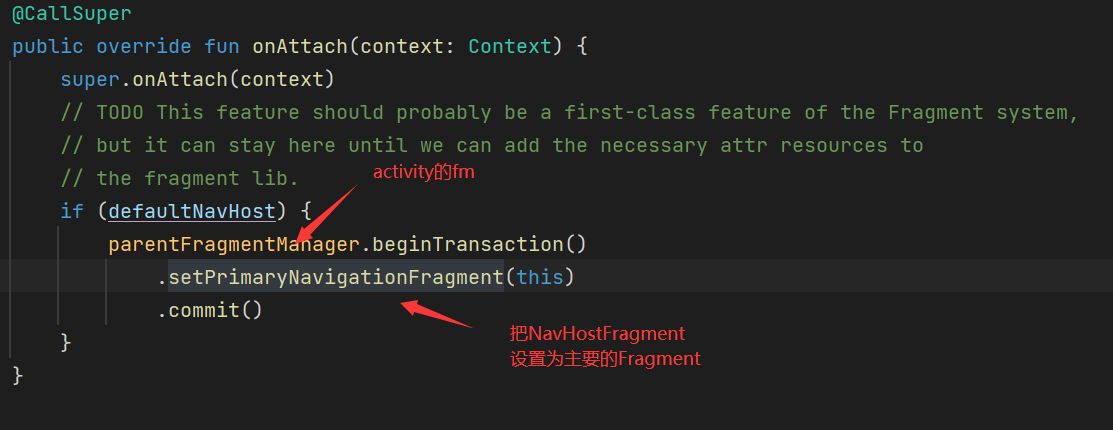 @CallSuper
public override fun onAttach(context: Context) {
super.onAttach(context)
// TODO This feature should probably be a first-class feature of the Fragment system,
// but it can stay here until we can add the necessary attr resources to
// the fragment lib.
activity的fm
if (defaultNavHost) {
parentFragmentManager.beginTransaction()
.setPrimaryNavigationFragment(this)
.commit()
把NavHostFragment
设置为主要的Fragment
}
}